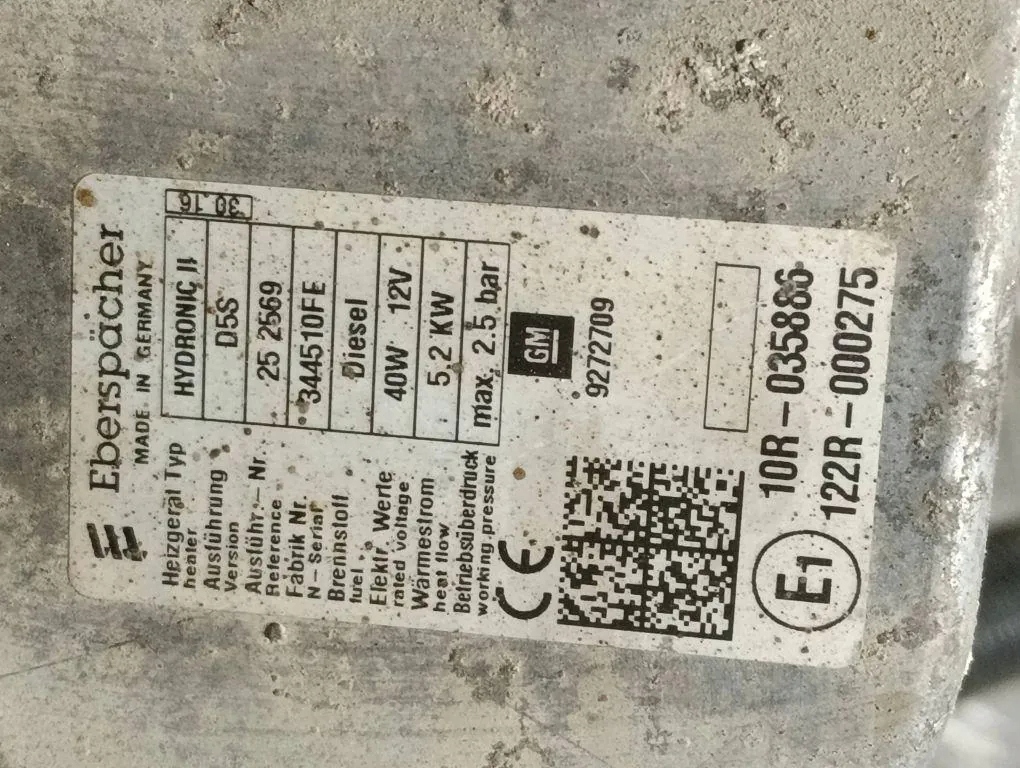 Eberspächer
MADE IN GERMANY
Heizgerät Typ
heater
HYDRONIC II
30.16
Ausführung
Version
D5S
Ausführ.-Nr.
Reference
25 2569
Fabrik Nr.
N-Serial
344510FE
Brennstoff
fuel
Diesel
Elektr. Werte
rated voltage
40W 12V
Wärmestrom
heat flow
5,2 KW
Betriebsüberdruck
working.pressure
max. 2.5 bar
CE
GM
9272709
E1
10R-035886
122R-000275